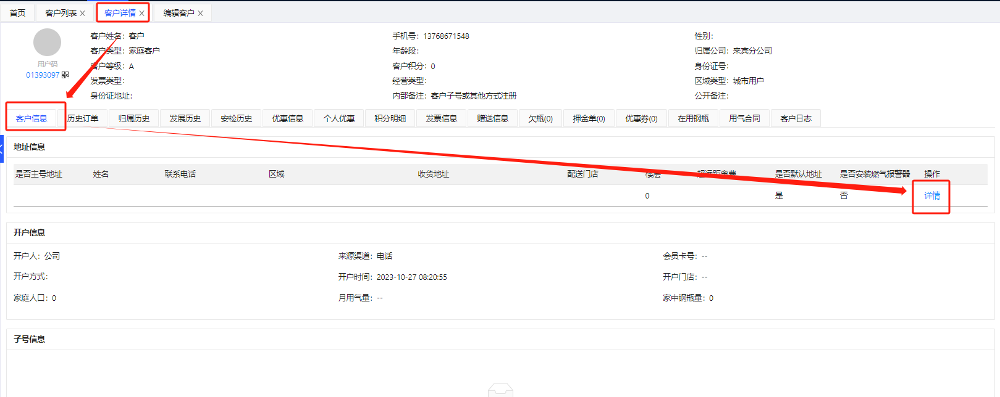 首页 客户列表 × 客户详情 × 编辑客户 ×
客户姓名: 客户 手机号: 13768671548 性别:
客户类型: 家庭客户 年龄段: 归属公司: 来宾分公司
用户码 客户等级: A 客户积分: 0 身份证号:
01393097 发票类型: 经营类型: 区域类型: 城市用户
身份证地址: 内部备注: 客户子号或其他方式注册 公开备注:
客户信息 历史订单 归属历史 发展历史 安检历史 优惠信息 个人优惠 积分明细 发票信息 赠送信息 欠瓶(0) 押金单(0) 优惠券(0) 在用钢瓶 用气合同 客户日志
地址信息
是否主号地址 姓名 联系电话 区域 收货地址 配送门店 楼层 超远距离费 是否默认地址 是否安装燃气报警器 操作
0 是 否 详情
开户信息
开户人: 公司 来源渠道: 电话 会员卡号: --
开户方式: 开户时间: 2023-10-27 08:20:55 开户门店: --
家庭人口: 0 月用气量: -- 家中钢瓶量: 0
子号信息